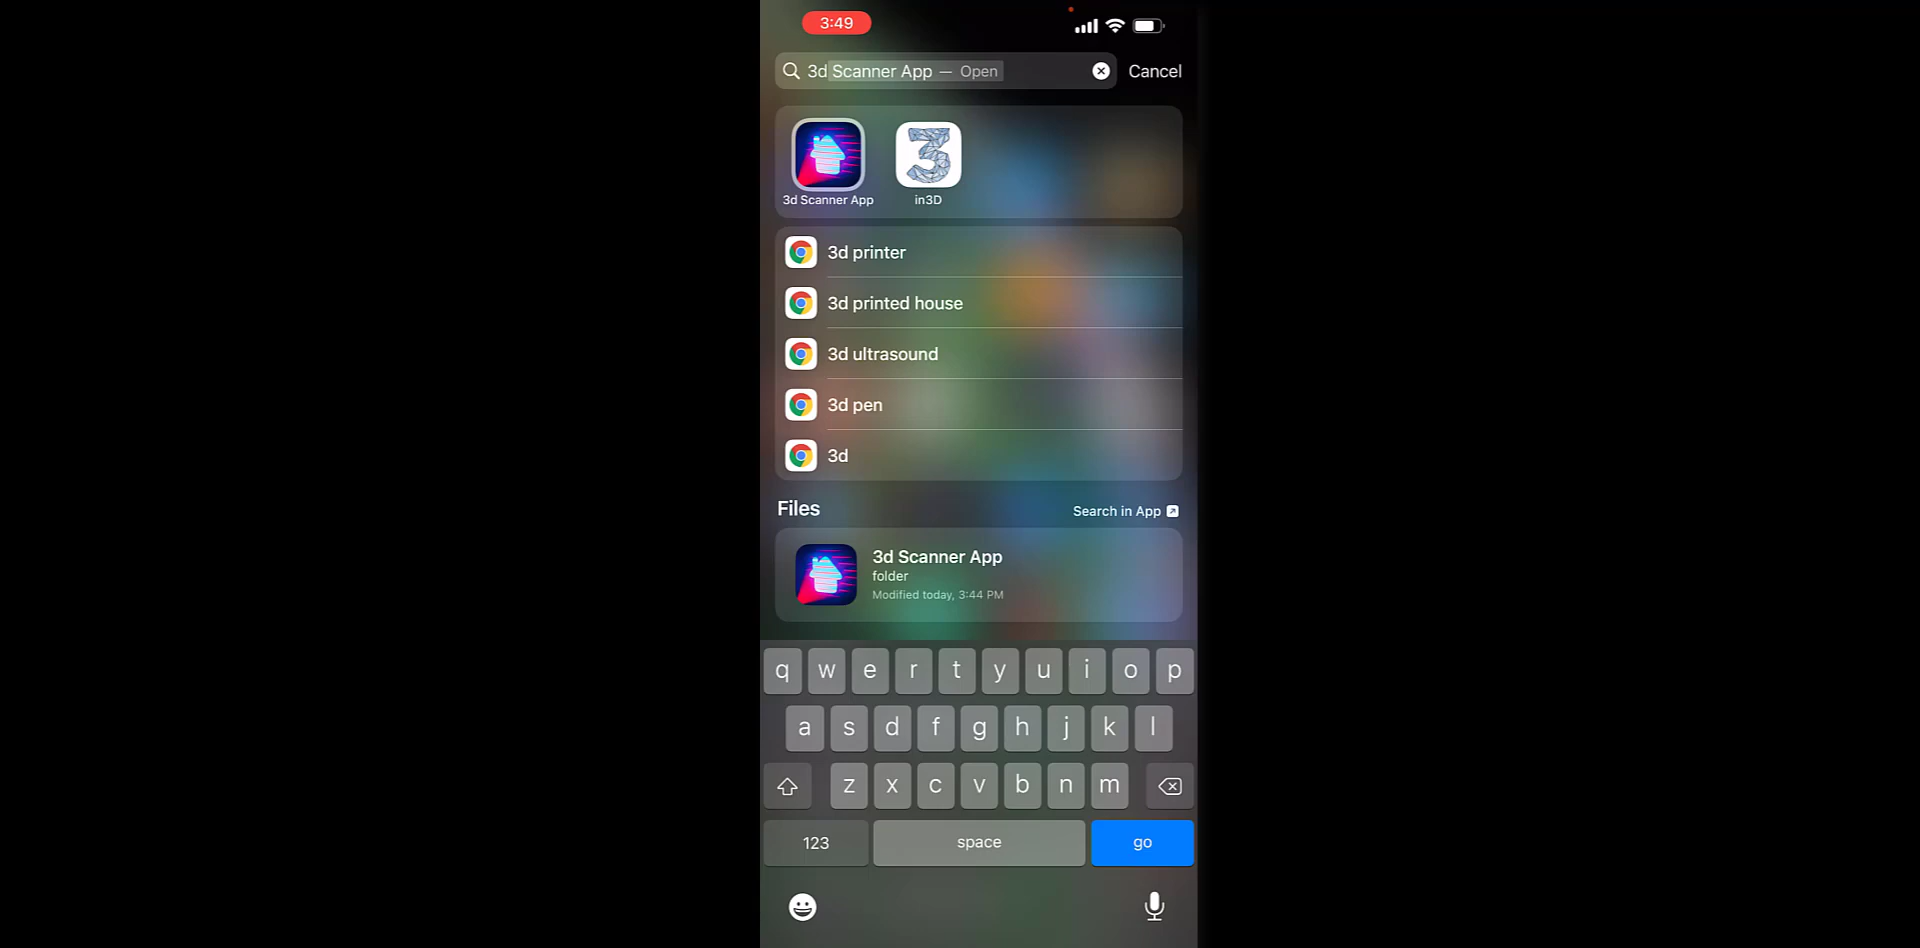 3:49
3d Scanner App — Open
Cancel
3d Scanner App
in3D
3d printer
3d printed house
3d ultrasound
3d pen
3d
Files
Search in App
3d Scanner App
folder
Modified today, 3:44 PM
q w e r t y u i o p
a s d f g h j k l
z x c v b n m
123
space
go